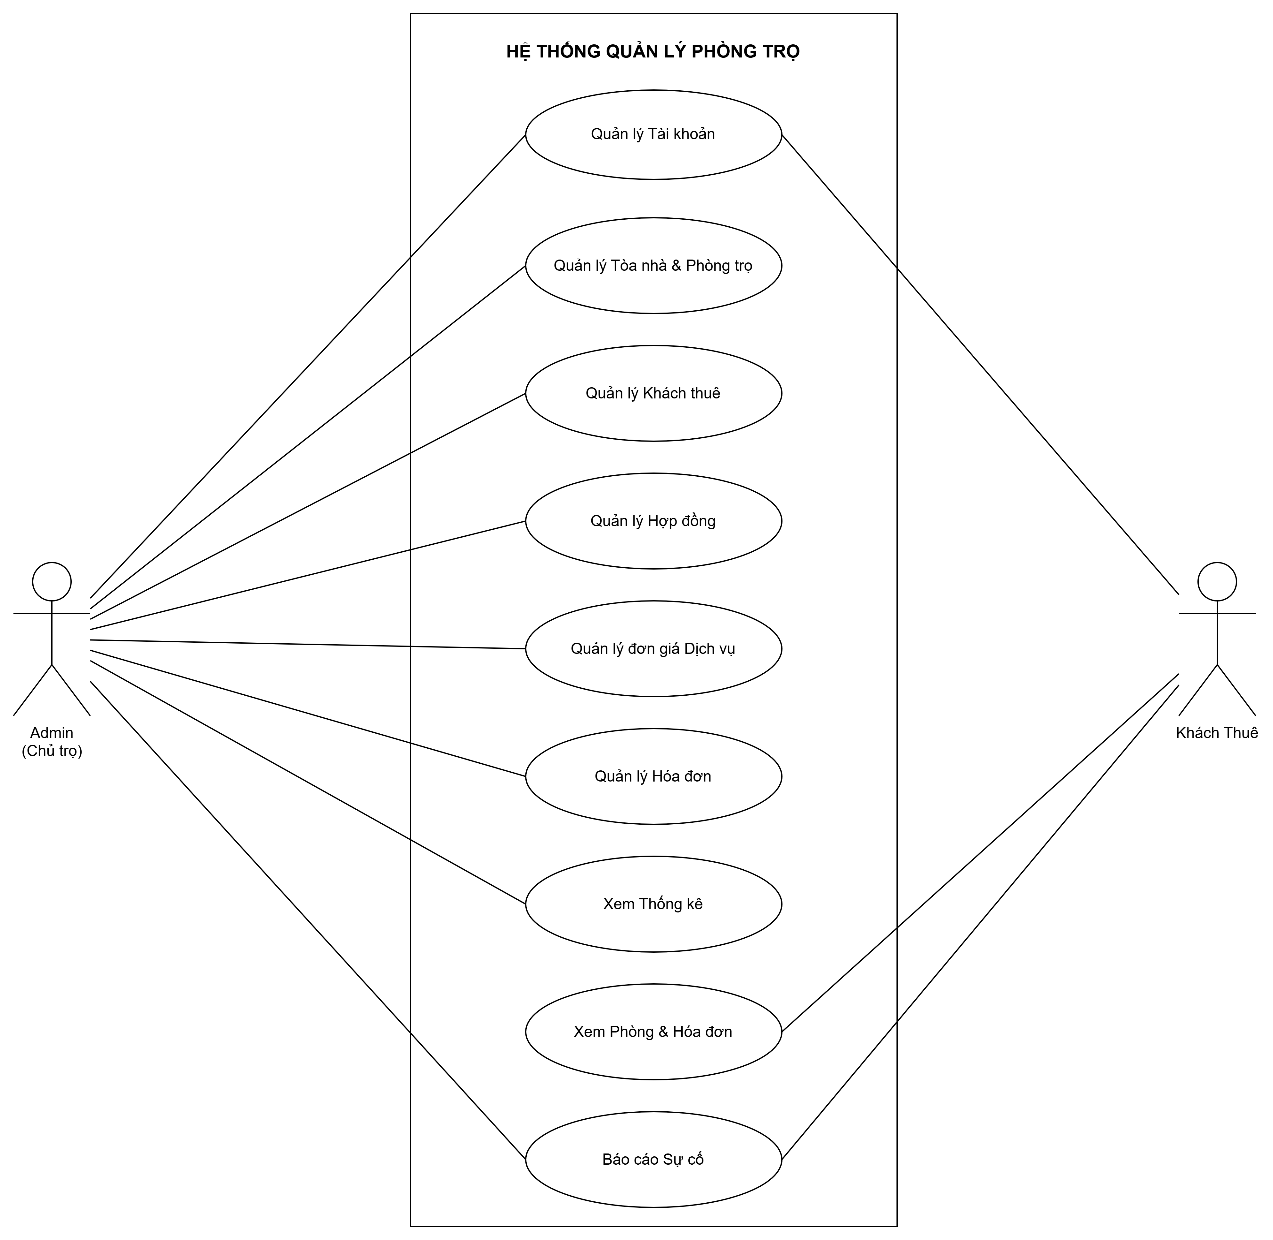 HỆ THỐNG QUẢN LÝ PHÒNG TRỌ
Quản lý Tài khoản
Quản lý Tòa nhà & Phòng trọ
Quản lý Khách thuê
Quản lý Hợp đồng
Quản lý đơn giá Dịch vụ
Quản lý Hóa đơn
Xem Thống kê
Xem Phòng & Hóa đơn
Báo cáo Sự cố
Admin
(Chủ trọ)
Khách Thuê